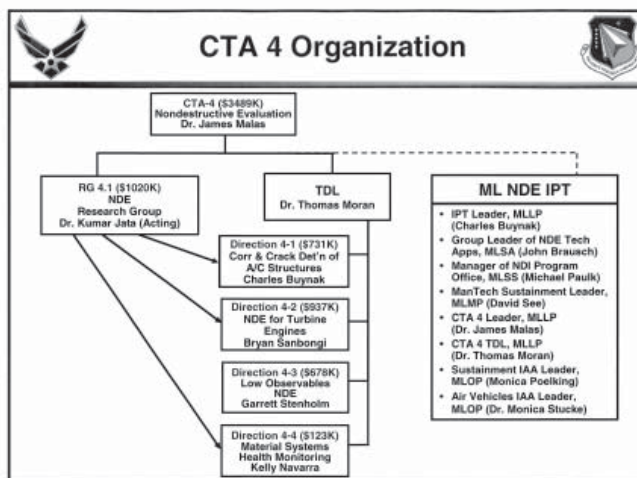 CTA 4 Organization
CTA-4 ($3489K)
Nondestructive Evaluation
Dr. James Malas
RG 4.1 ($1020K)
NDE
Research Group
Dr. Kumar Jata (Acting)
TDL
Dr. Thomas Moran
Direction 4-1 ($731K)
Corr & Crack Det'n of
A/C Structures
Charles Buynak
Direction 4-2 ($937K)
NDE for Turbine
Engines
Bryan Sanbongi
Direction 4-3 ($678K)
Low Observables
NDE
Garrett Stenholm
Direction 4-4 ($123K)
Material Systems
Health Monitoring
Kelly Navarra
ML NDE IPT
• IPT Leader, MLLP
(Charles Buynak)
• Group Leader of NDE Tech
Apps, MLSA (John Brausch)
• Manager of NDI Program
Office, MLSS (Michael Paulk)
• ManTech Sustainment Leader,
MLMP (David See)
• CTA 4 Leader, MLLP
(Dr. James Malas)
• CTA 4 TDL, MLLP
(Dr. Thomas Moran)
• Sustainment IAA Leader,
MLOP (Monica Poelking)
• Air Vehicles IAA Leader,
MLOP (Dr. Monica Stucke)